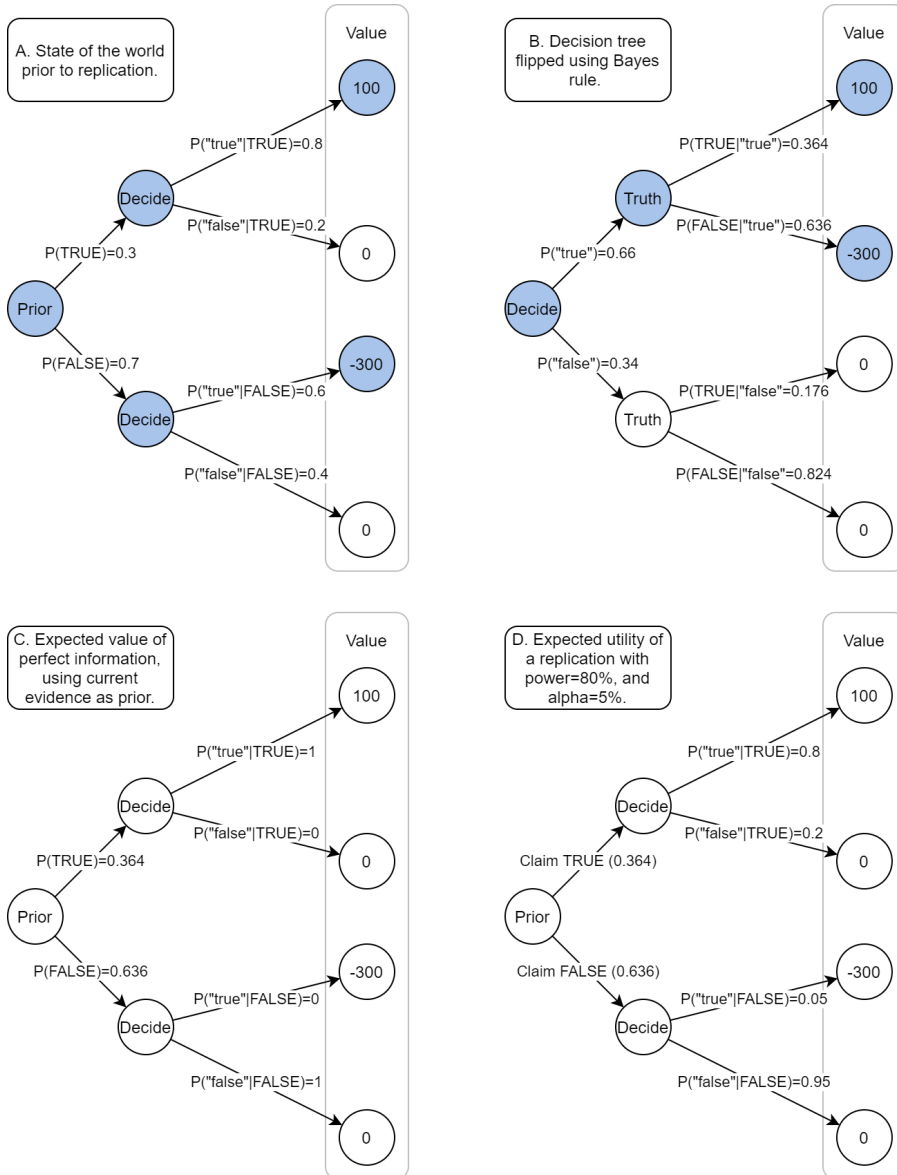 A. State of the world
prior to replication.
Value
100
P("true"|TRUE)=0.8
Decide
P("false"|TRUE)=0.2
P(TRUE)=0.3
0
Prior
P(FALSE)=0.7
-300
P("true"|FALSE)=0.6
Decide
P("false"|FALSE)=0.4
0
B. Decision tree
flipped using Bayes
rule.
Value
100
P(TRUE|"true")=0.364
Truth
P(FALSE|"true")=0.636
P("true")=0.66
-300
Decide
P("false")=0.34
0
P(TRUE|"false"=0.176
Truth
P(FALSE|"false"=0.824
0
C. Expected value of
perfect information,
using current
evidence as prior.
Value
100
P("true"|TRUE)=1
Decide
P("false"|TRUE)=0
P(TRUE)=0.364
0
Prior
P(FALSE)=0.636
-300
P("true"|FALSE)=0
Decide
P("false"|FALSE)=1
0
D. Expected utility of
a replication with
power=80%, and
alpha=5%.
Value
100
P("true"|TRUE)=0.8
Decide
P("false"|TRUE)=0.2
Claim TRUE (0.364)
0
Prior
Claim FALSE (0.636)
-300
P("true"|FALSE)=0.05
Decide
P("false"|FALSE)=0.95
0